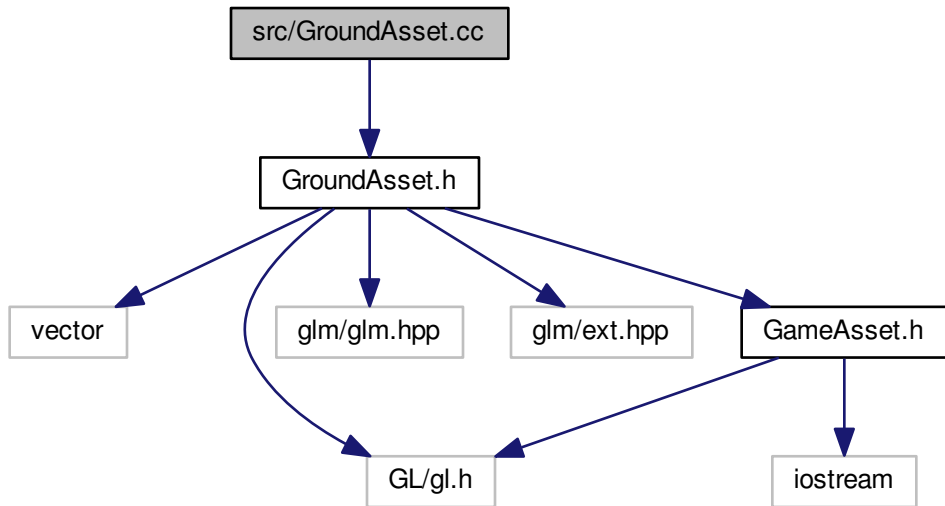 src/GroundAsset.cc
GroundAsset.h
vector
glm/glm.hpp
glm/ext.hpp
GameAsset.h
GL/gl.h
iostream